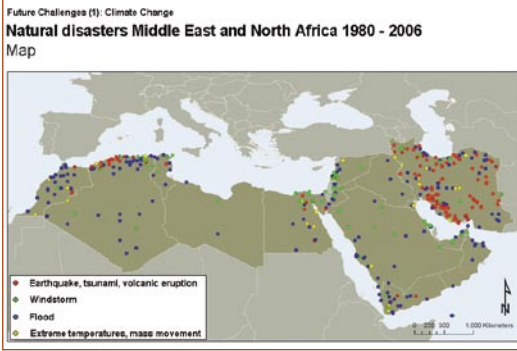 Future Challenges (1): Climate Change
Natural disasters Middle East and North Africa 1980 - 2006
Map
Earthquake, tsunami, volcanic eruption
Windstorm
Flood
Extreme temperatures, mass movement
N
0 250 500 1.000 Kilometers